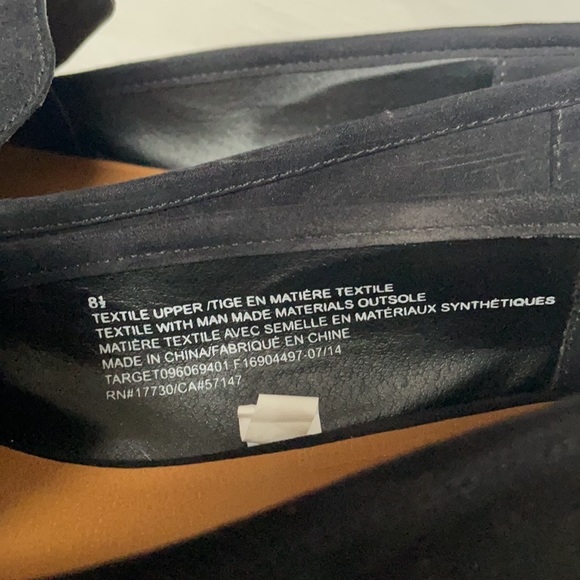 8½
TEXTILE UPPER /TIGE EN MATIÈRE TEXTILE
TEXTILE WITH MAN MADE MATERIALS OUTSOLE
MATIÈRE TEXTILE AVEC SEMELLE EN MATÉRIAUX SYNTHÉTIQUES
MADE IN CHINA/FABRIQUÉ EN CHINE
TARGET096069401 F16904497-07/14
RN#17730/CA#57147